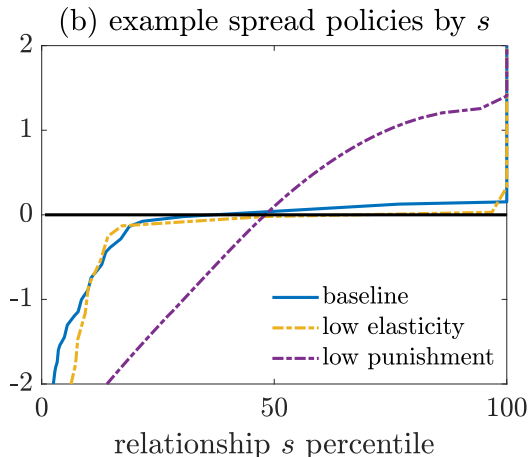 (b) example spread policies by s
2
1
0
-1
-2
baseline
low elasticity
low punishment
0 50 100
relationship s percentile